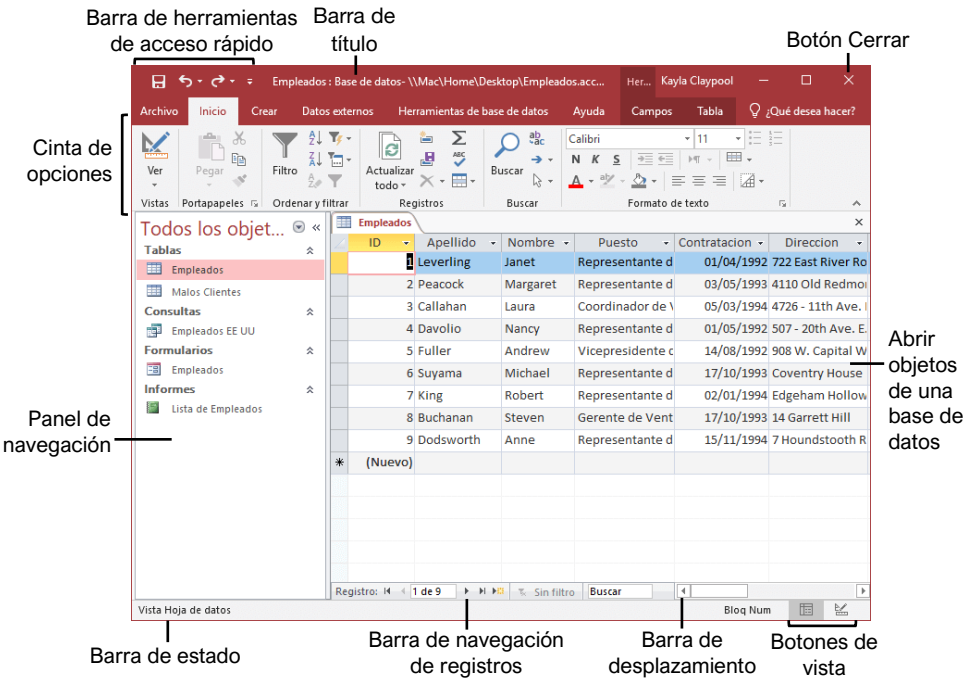 Barra de herramientas
de acceso rápido
Barra de
título
Botón Cerrar
Empleados : Base de datos- \\Mac\Home\Desktop\Empleados.acc...
Her...
Kayla Claypool
Archivo Inicio Crear Datos externos Herramientas de base de datos Ayuda Campos Tabla ¿Qué desea hacer?
Cinta de
opciones
Ver
Pegar
Filtro
Actualizar
todo
ABC
Buscar
ab
ac
Calibri 11
N K S
A
Vistas Portapapeles Ordenar y filtrar Registros Buscar Formato de texto
Todos los objet...
Tablas
Empleados
Malos Clientes
Consultas
Empleados EE UU
Formularios
Empleados
Informes
Lista de Empleados
Empleados
ID Apellido Nombre Puesto Contratacion Direccion
1 Leverling Janet Representante d 01/04/1992 722 East River Ro
2 Peacock Margaret Representante d 03/05/1993 4110 Old Redmo
3 Callahan Laura Coordinador de 05/03/1994 4726 - 11th Ave.
4 Davolio Nancy Representante d 01/05/1992 507 - 20th Ave. E.
5 Fuller Andrew Vicepresidente c 14/08/1992 908 W. Capital W
6 Suyama Michael Representante d 17/10/1993 Coventry House
7 King Robert Representante d 02/01/1994 Edgeham Hollow
8 Buchanan Steven Gerente de Vent 17/10/1993 14 Garrett Hill
9 Dodsworth Anne Representante d 15/11/1994 7 Houndstooth R
(Nuevo)
Abrir
objetos
de una
base de
datos
Panel de
navegación
Registro: 1 de 9 Sin filtro Buscar
Vista Hoja de datos
Bloq Num
Barra de estado
Barra de navegación
de registros
Barra de
desplazamiento
Botones de
vista